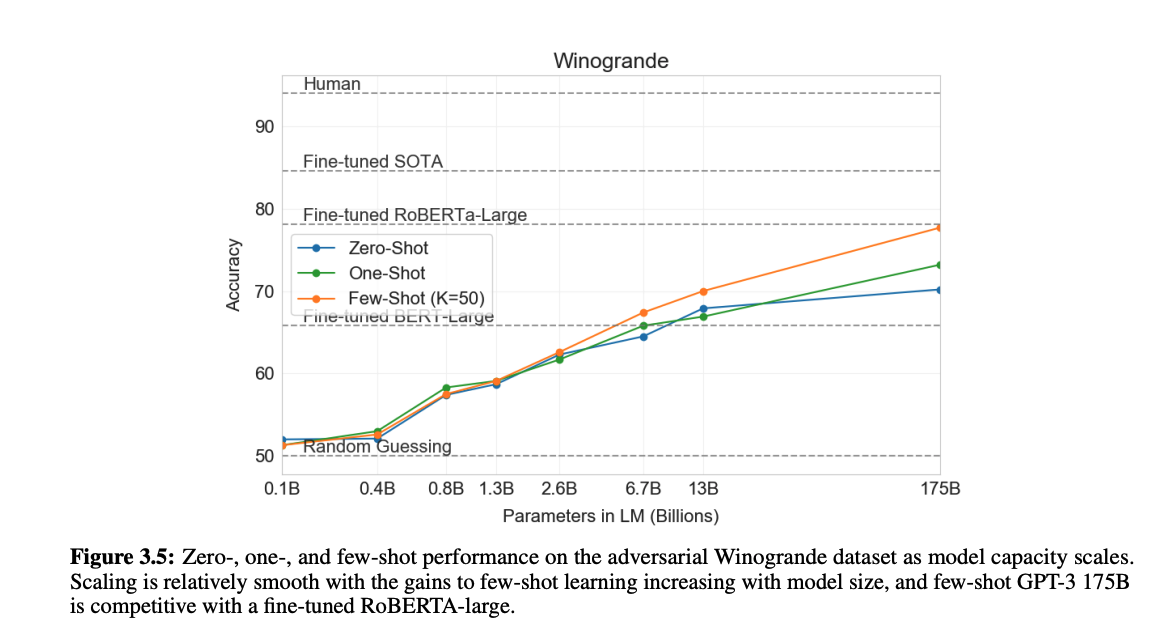 Winogrande
Human
90
Fine-tuned SOTA
80
Fine-tuned RoBERTa-Large
Zero-Shot
One-Shot
70
Few-Shot (K=50)
Fine-tuned BERT-Large
60
Random Guessing
50
Accuracy
0.1B 0.4B 0.8B 1.3B 2.6B 6.7B 13B 175B
Parameters in LM (Billions)
Figure 3.5: Zero-, one-, and few-shot performance on the adversarial Winogrande dataset as model capacity scales.
Scaling is relatively smooth with the gains to few-shot learning increasing with model size, and few-shot GPT-3 175B
is competitive with a fine-tuned RoBERTA-large.